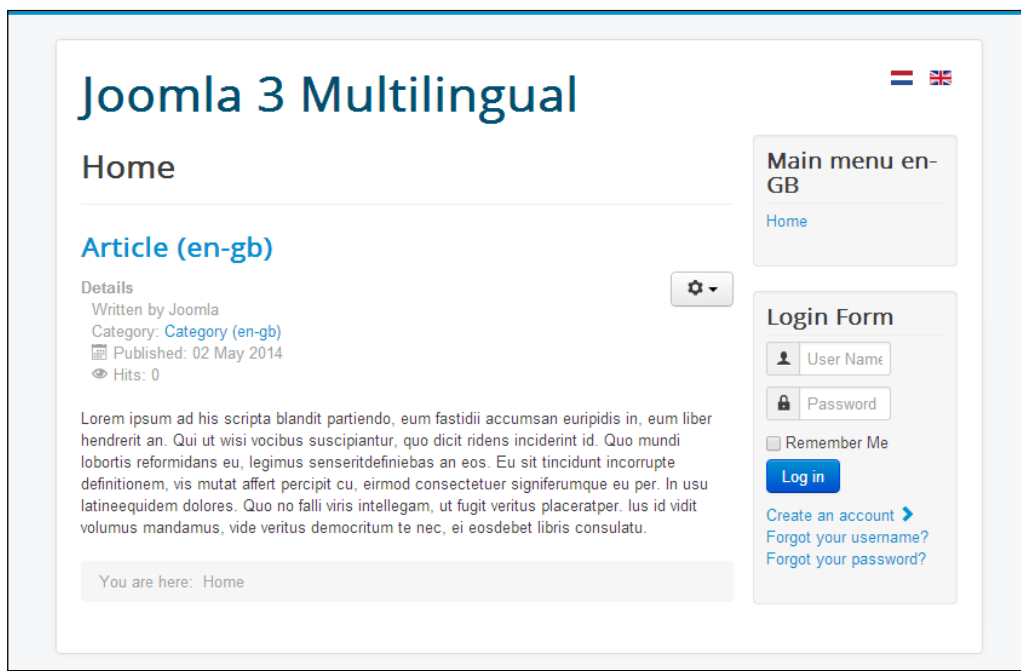 Joomla 3 Multilingual
Home
Article (en-gb)
Details
Written by Joomla
Category: Category (en-gb)
Published: 02 May 2014
Hits: 0
Lorem ipsum ad his scripta blandit partiendo, eum fastidii accumsan euripidis in, eum liber
hendrerit an. Qui ut wisi vocibus suscipiantur, quo dicit ridens inciderint id. Quo mundi
lobortis reformidans eu, legimus senseritdefiniebas an eos. Eu sit tincidunt incorrupte
definitionem, vis mutat affert percipit cu, eirmod consectetuer signiferumque eu per. In usu
latineequidem dolores. Quo no falli viris intellegam, ut fugit veritus placeratper. Ius id vidit
volumus mandamus, vide veritus democritum te nec, ei eosdebet libris consulatu.
You are here: Home
Main menu en-
GB
Home
Login Form
User Name
Password
Remember Me
Log in
Create an account
Forgot your username?
Forgot your password?